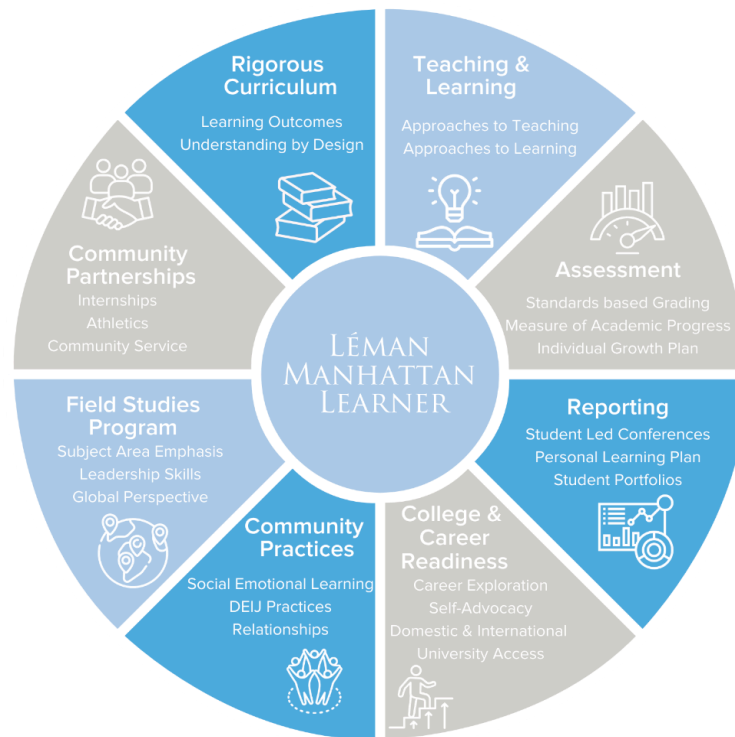 Rigorous
Curriculum
Learning Outcomes
Understanding by Design
Teaching &
Learning
Approaches to Teaching
Approaches to Learning
Assessment
Standards based Grading
Measure of Academic Progress
Individual Growth Plan
Reporting
Student Led Conferences
Personal Learning Plan
Student Portfolios
College &
Career
Readiness
Career Exploration
Self-Advocacy
Domestic & International
University Access
Community
Practices
Social Emotional Learning
DEIJ Practices
Relationships
Field Studies
Program
Subject Area Emphasis
Leadership Skills
Global Perspective
Community
Partnerships
Internships
Athletics
Community Service
LÉMAN
MANHATTAN
LEARNER